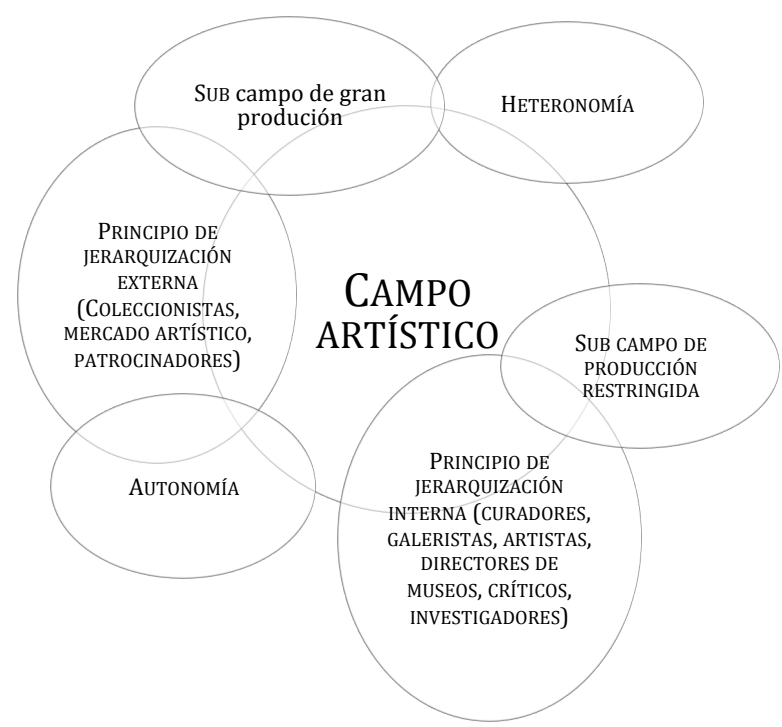 SUB campo de gran
produción
HETERONOMÍA
PRINCIPIO DE
JERARQUIZACIÓN
EXTERNA
(COLECCIONISTAS,
MERCADO ARTÍSTICO,
PATROCINADORES)
CAMPO
ARTÍSTICO
SUB CAMPO DE
PRODUCCIÓN
RESTRINGIDA
AUTONOMÍA
PRINCIPIO DE
JERARQUIZACIÓN
INTERNA (CURADORES,
GALERISTAS, ARTISTAS,
DIRECTORES DE
MUSEOS, CRÍTICOS,
INVESTIGADORES)